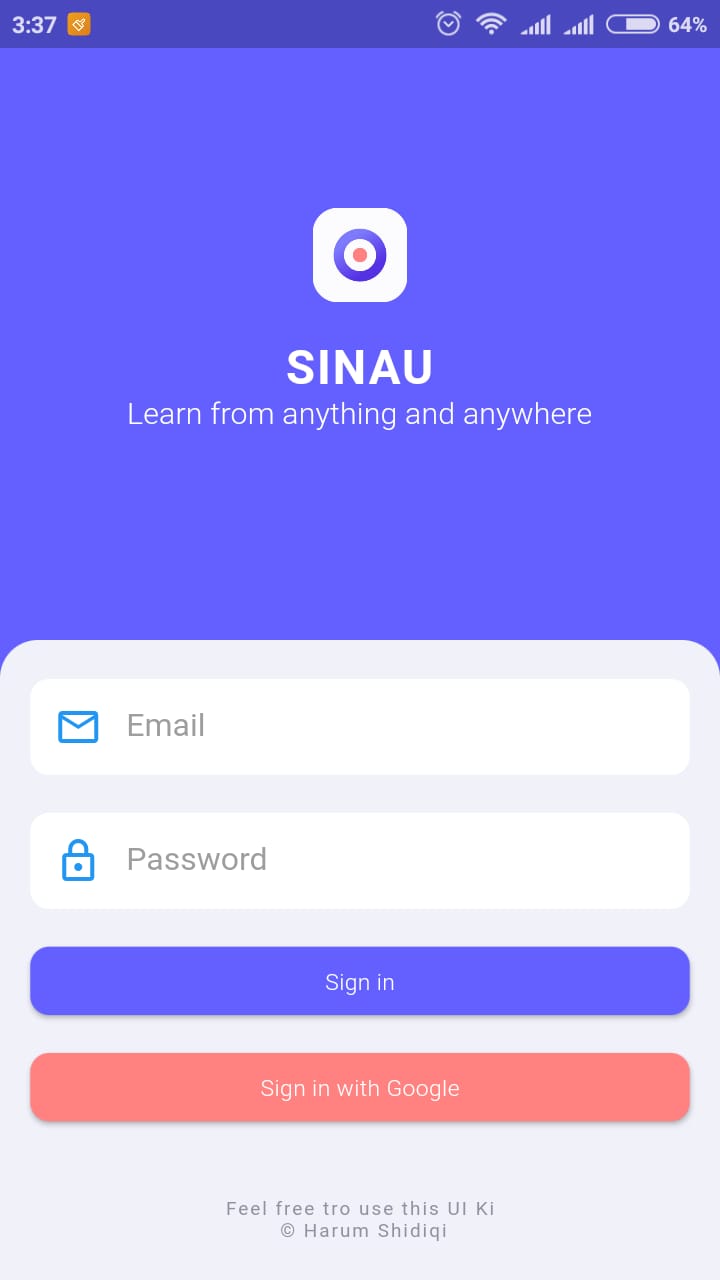 3:37
64%
SINAU
Learn from anything and anywhere
Email
Password
Sign in
Sign in with Google
Feel free tro use this UI Ki
© Harum Shidiqi